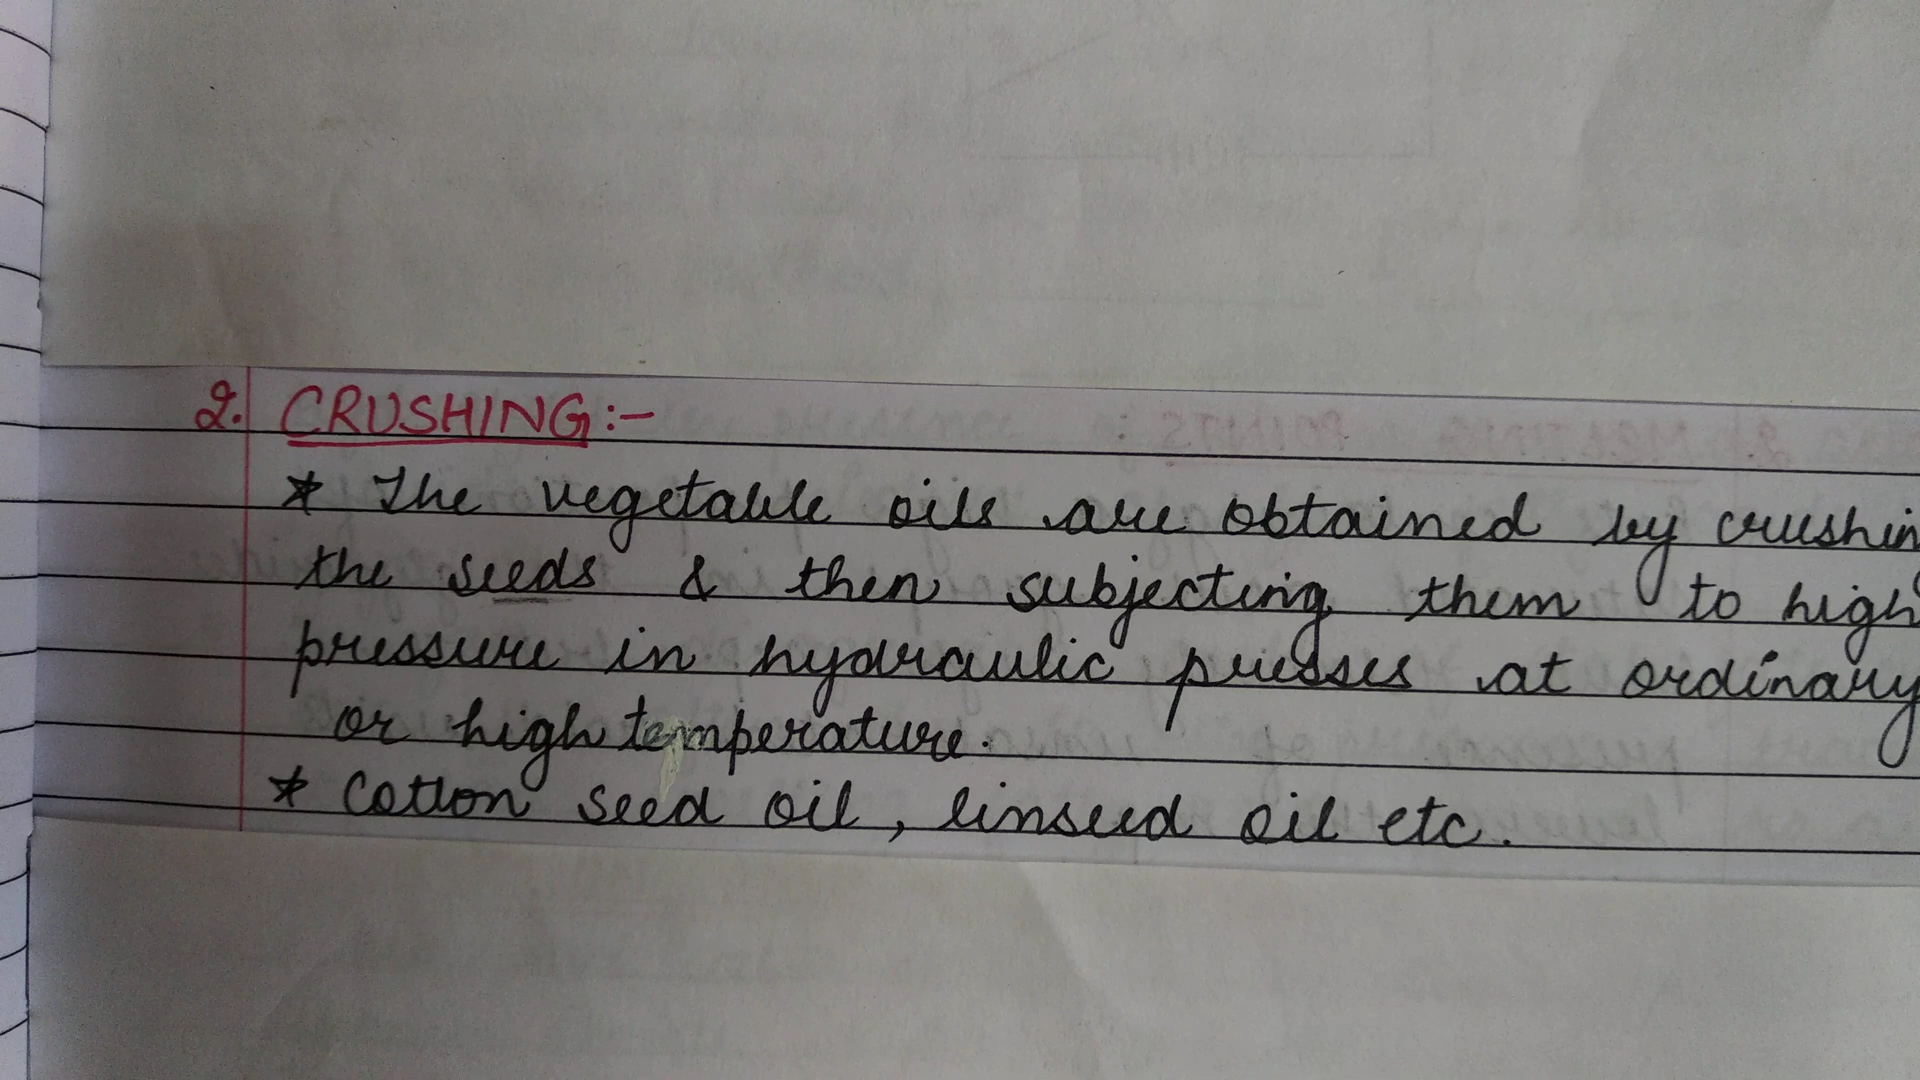 2. CRUSHING:-
* The vegetable oils are obtained by crushin
the seeds & then subjecting them to high
pressure in hydraulic presses at ordinary
or high temperature.
* Cotton seed oil, linseed oil etc.